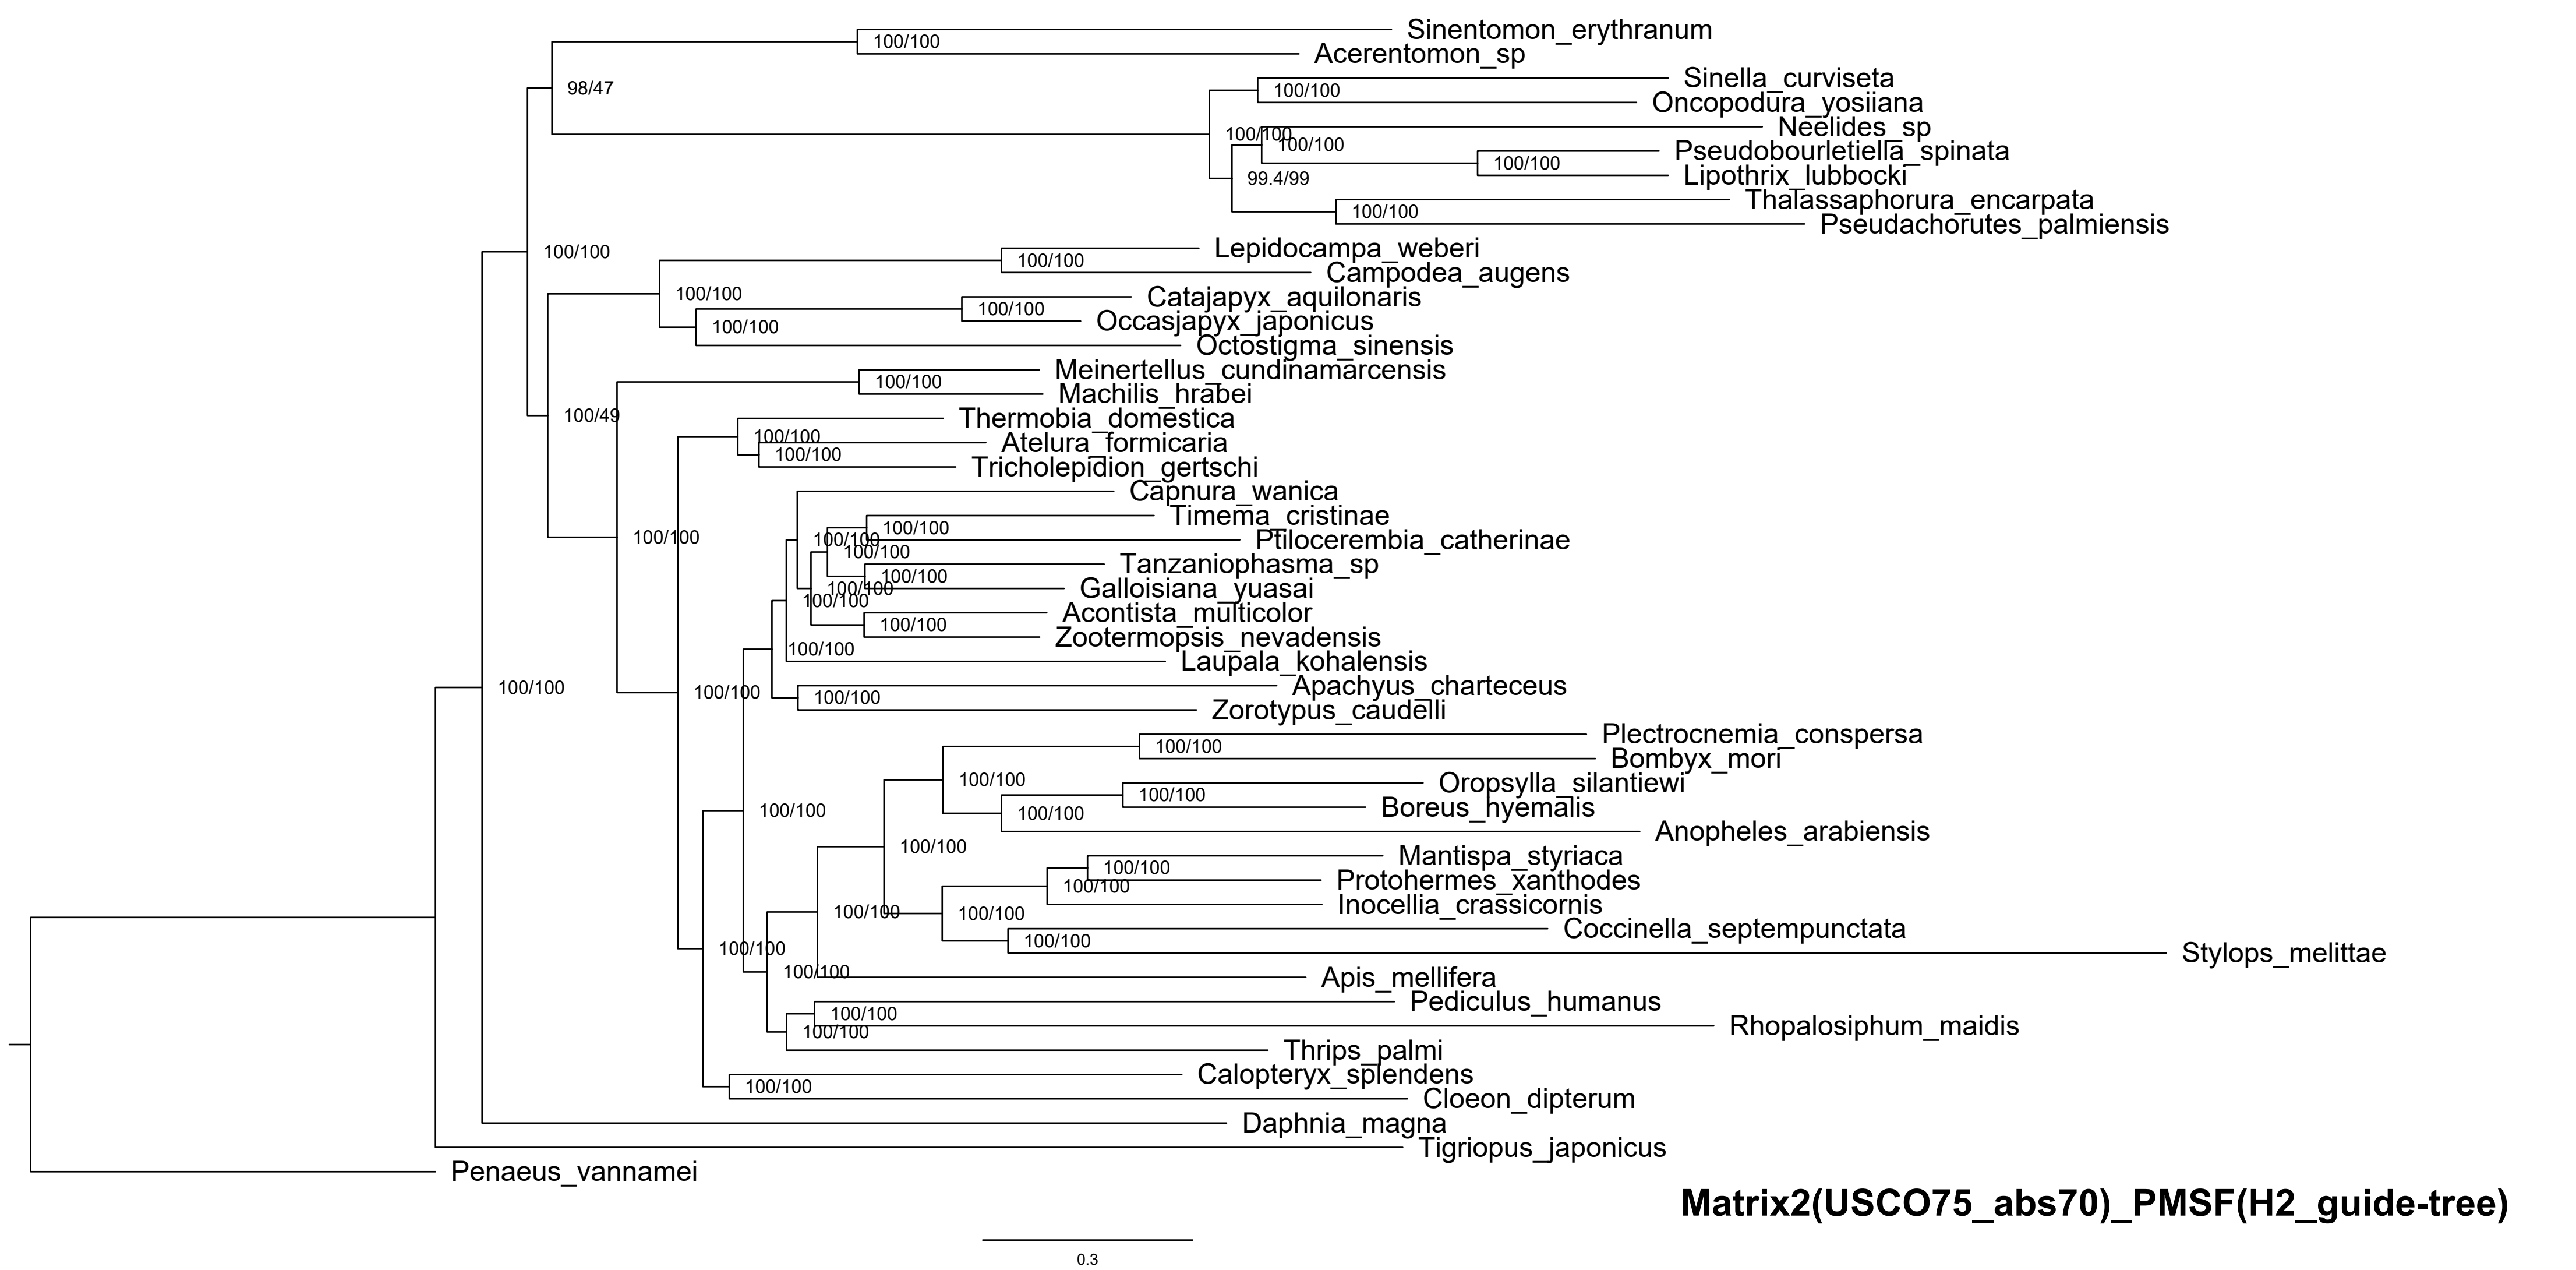 Sinentomon_erythranum
100/100
Acerentomon_sp
98/47
Sinella_curviseta
100/100
Oncopodura_yosiiana
Neelides_sp
100/100
100/100
Pseudobourletiella_spinata
100/100
Lipothrix_lubbocki
99.4/99
Thalassaphorura_encarpata
100/100
Pseudachorutes_palmiensis
100/100
Lepidocampa_weberi
100/100
Campodea_augens
100/100
Catajapyx_aquilonaris
100/100
Occasjapyx_japonicus
100/100
Octostigma_sinensis
Meinertellus_cundinamarcensis
100/100
Machilis_hrabei
100/49
Thermobia_domestica
100/100
Atelura_formicaria
100/100
Tricholepidion_gertschi
Capnura_wanica
Timema_cristinae
100/100
100/100
100/100
Ptilocerembia_catherinae
100/100
Tanzaniophasma_sp
100/100
Galloisiana_yuasai
100/100
100/100
Acontista_multicolor
100/100
Zootermopsis_nevadensis
100/100
Laupala_kohalensis
100/100
100/100
Apachyus_charteceus
100/100
Zorotypus_caudelli
Plectrocnemia_conspersa
100/100
Bombyx_mori
100/100
Oropsylla_silantiewi
100/100
Boreus_hyemalis
100/100
100/100
Anopheles_arabiensis
100/100
Mantispa_styriaca
100/100
Protohermes_xanthodes
100/100
Inocellia_crassicornis
100/100
100/100
Coccinella_septempunctata
100/100
Stylops_melittae
100/100
100/100
Apis_mellifera
Pediculus_humanus
100/100
Rhopalosiphum_maidis
100/100
Thrips_palmi
Calopteryx_splendens
100/100
Cloeon_dipterum
Daphnia_magna
Tigriopus_japonicus
Penaeus_vannamei
Matrix2(USCO75_abs70)_PMSF(H2_guide-tree)
0.3